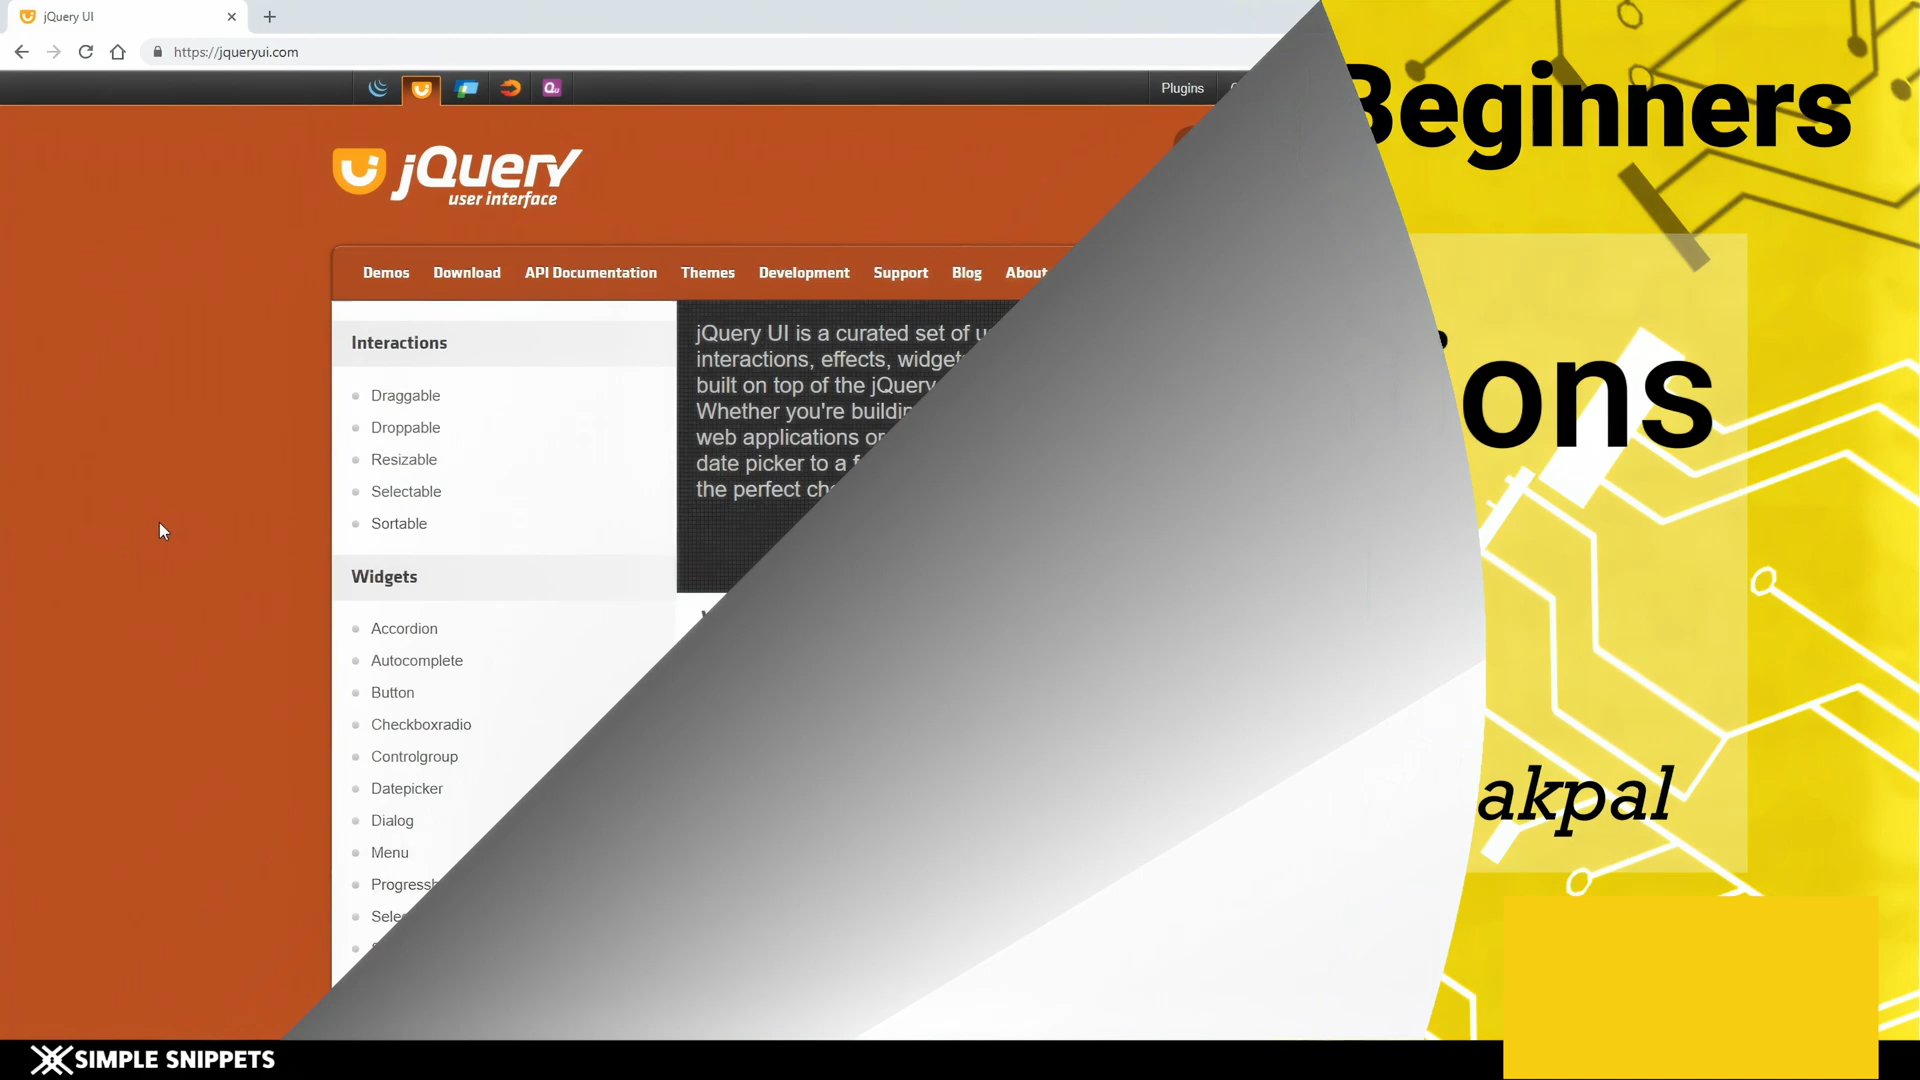 jQuery UI
https://jqueryui.com
Plugins
Beginners
jQuery
user interface
Demos Download API Documentation Themes Development Support Blog About
jQuery UI is a curated set of
interactions, effects,
built on top of the jQuery
Whether you're
web applications or
date picker to a
the perfect
Interactions
Draggable
Droppable
Resizable
Selectable
Sortable
ions
Widgets
Accordion
Autocomplete
Button
Checkboxradio
Controlgroup
Datepicker
Dialog
Menu
akpal
SIMPLE SNIPPETS